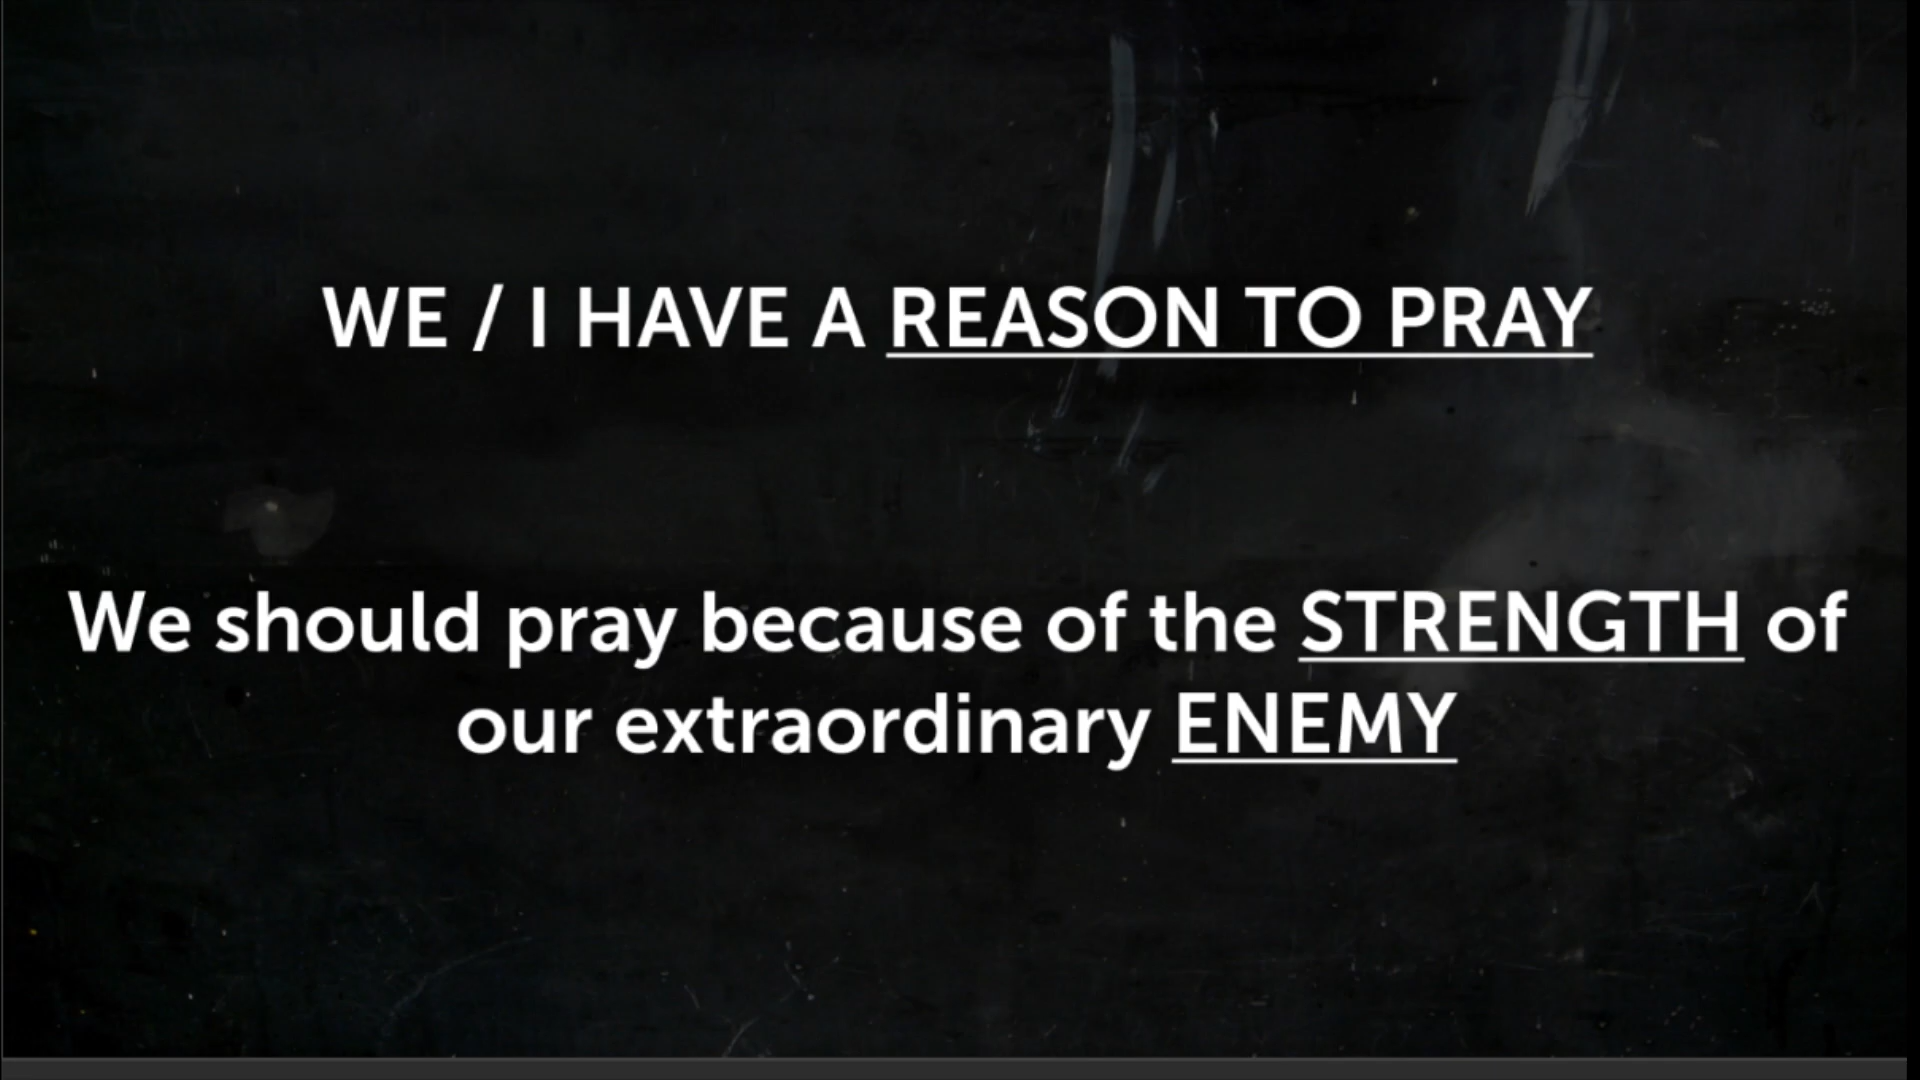 WE / I HAVE A REASON TO PRAY
We should pray because of the STRENGTH of
our extraordinary ENEMY